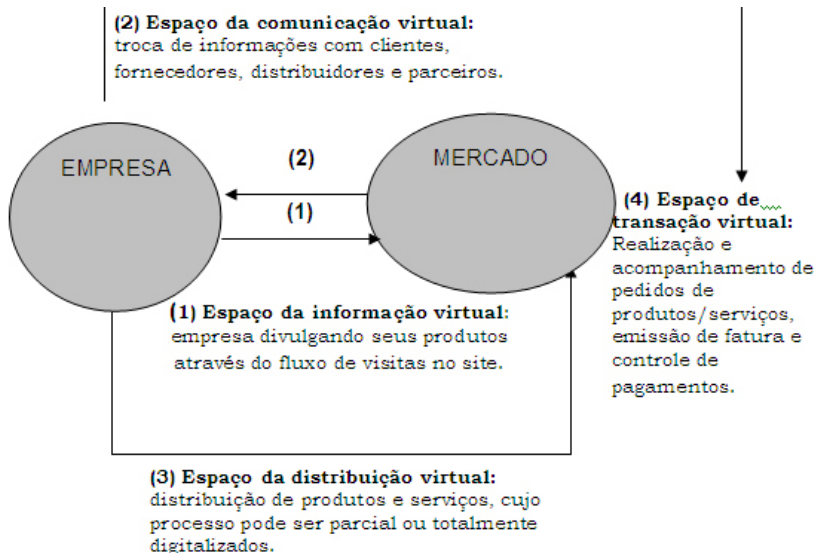 (2) Espaço da comunicação virtual:
troca de informações com clientes,
fornecedores, distribuidores e parceiros.
EMPRESA
(2)
MERCADO
(1)
(4) Espaço de
transação virtual:
Realização e
acompanhamento de
pedidos de
produtos/serviços,
emissão de fatura e
controle de
pagamentos.
(1) Espaço da informação virtual:
empresa divulgando seus produtos
através do fluxo de visitas no site.
(3) Espaço da distribuição virtual:
distribuição de produtos e serviços, cujo
processo pode ser parcial ou totalmente
digitalizados.